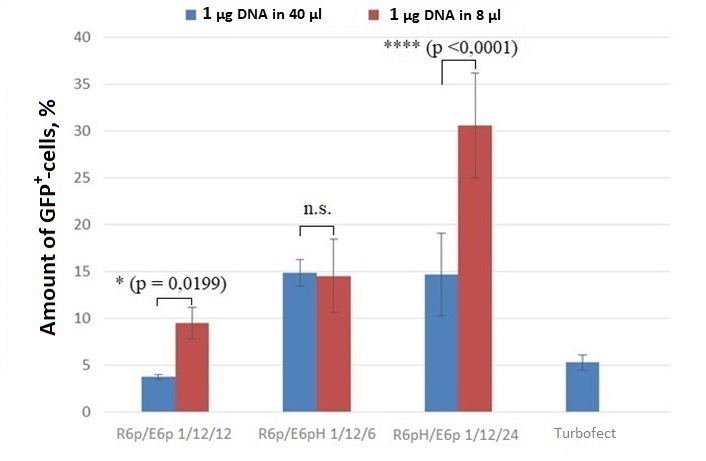 1 µg DNA in 40 µl
1 µg DNA in 8 µl
Amount of GFP⁺-cells, %
40
35
30
25
20
15
10
5
0
* (p = 0,0199)
n.s.
**** (p <0,0001)
R6p/E6p 1/12/12
R6p/E6pH 1/12/6
R6pH/E6p 1/12/24
Turbofect